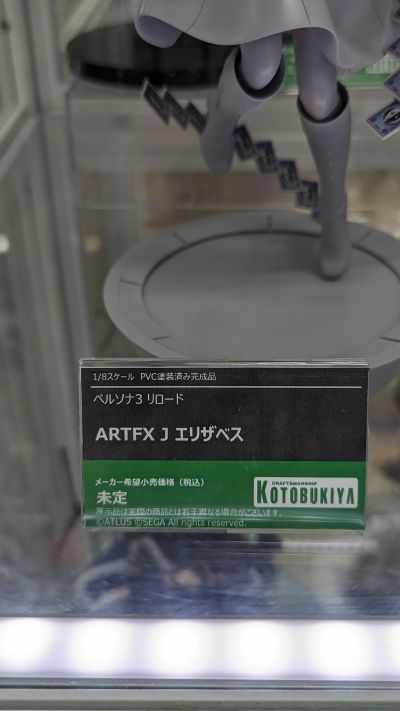 1/8スケール PVC塗装済み完成品
ペルソナ3 リロード
ARTFX J エリザベス
メーカー希望小売価格（税込）
未定
CRAFTSMANSHIP
KOTOBUKIYA
展示品は実際の商品とは若干異なる場合がございます。
©ATLUS ©SEGA All rights reserved.